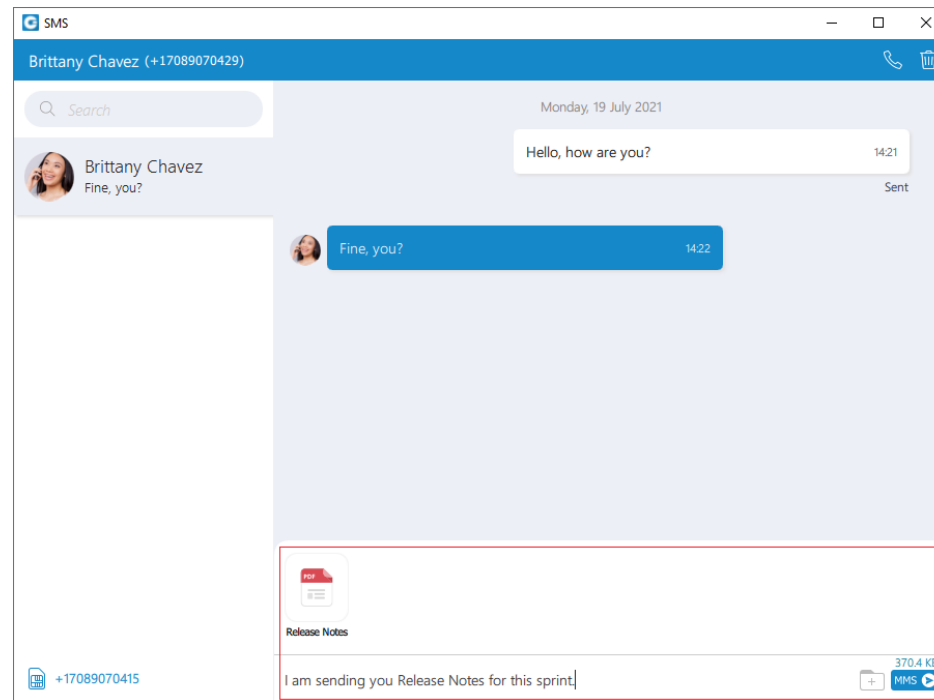 SMS
Brittany Chavez (+17089070429)
Search
Monday, 19 July 2021
Hello, how are you? 14:21
Sent
Brittany Chavez
Fine, you?
Fine, you? 14:22
PDF
Release Notes
370.4 KB
I am sending you Release Notes for this sprint.
MMS
+17089070415